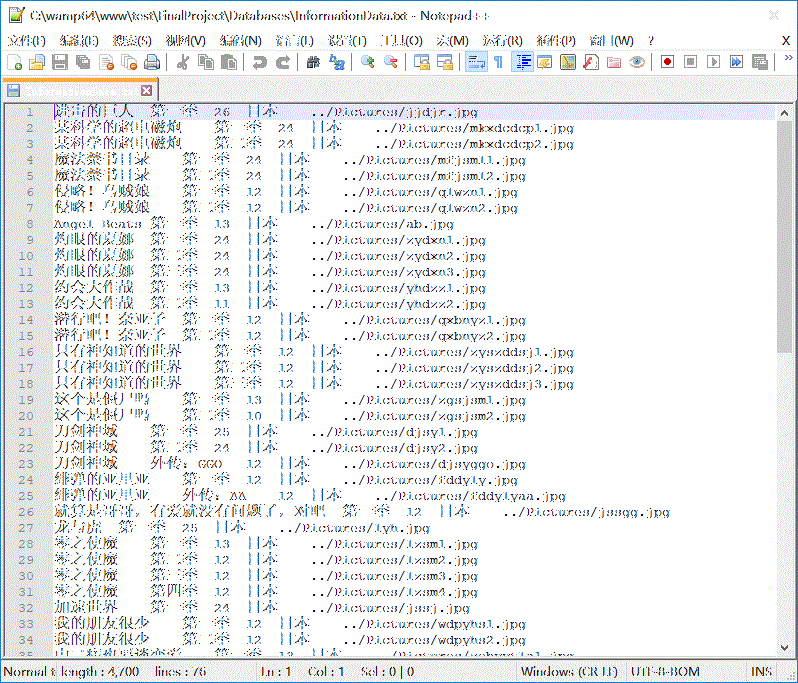 C:\wamp64\www\test\FinalProject\Databases\InformationData.txt - Notepad++
文件(F) 编辑(E) 搜索(S) 视图(V) 编码(N) 语言(L) 设置(T) 工具(O) 宏(M) 运行(R) 插件(P) 窗口(W) ? X
1 进击的巨人 第一季 26 日本 ../Pictures/jjdjr.jpg
2 某科学的超电磁炮 第一季 24 日本 ../Pictures/mkxdcdcp1.jpg
3 某科学的超电磁炮 第二季 24 日本 ../Pictures/mkxdcdcp2.jpg
4 魔法禁书目录 第一季 24 日本 ../Pictures/mfjsml1.jpg
5 魔法禁书目录 第二季 24 日本 ../Pictures/mfjsml2.jpg
6 侵略！乌贼娘 第一季 12 日本 ../Pictures/qlwzn1.jpg
7 侵略！乌贼娘 第二季 12 日本 ../Pictures/qlwzn2.jpg
8 Angel Beats 第一季 13 日本 ../Pictures/ab.jpg
9 灼眼的夏娜 第一季 24 日本 ../Pictures/zydxn1.jpg
10 灼眼的夏娜 第二季 24 日本 ../Pictures/zydxn2.jpg
11 灼眼的夏娜 第三季 24 日本 ../Pictures/zydxn3.jpg
12 约会大作战 第一季 13 日本 ../Pictures/yhdzz1.jpg
13 约会大作战 第二季 11 日本 ../Pictures/yhdzz2.jpg
14 潜行吧！奈亚子 第一季 12 日本 ../Pictures/qxbnyz1.jpg
15 潜行吧！奈亚子 第二季 12 日本 ../Pictures/qxbnyz2.jpg
16 只有神知道的世界 第一季 12 日本 ../Pictures/zyszddsj1.jpg
17 只有神知道的世界 第二季 12 日本 ../Pictures/zyszddsj2.jpg
18 只有神知道的世界 第三季 12 日本 ../Pictures/zyszddsj3.jpg
19 这个是僵尸吗 第一季 13 日本 ../Pictures/zgsjsm1.jpg
20 这个是僵尸吗 第二季 10 日本 ../Pictures/zgsjsm2.jpg
21 刀剑神域 第一季 25 日本 ../Pictures/djsy1.jpg
22 刀剑神域 第二季 24 日本 ../Pictures/djsy2.jpg
23 刀剑神域 外传：GGO 12 日本 ../Pictures/djsyggo.jpg
24 绯弹的亚里亚 第一季 12 日本 ../Pictures/fddyly.jpg
25 绯弹的亚里亚 外传：AA 12 日本 ../Pictures/fddylyaa.jpg
26 就算是哥哥，有爱就没有问题了，对吧 第一季 12 日本 ../Pictures/jssgg.jpg
27 龙与虎 第一季 25 日本 ../Pictures/lyh.jpg
28 零之使魔 第一季 13 日本 ../Pictures/lzsm1.jpg
29 零之使魔 第二季 12 日本 ../Pictures/lzsm2.jpg
30 零之使魔 第三季 12 日本 ../Pictures/lzsm3.jpg
31 零之使魔 第四季 12 日本 ../Pictures/lzsm4.jpg
32 加速世界 第一季 24 日本 ../Pictures/jssj.jpg
33 我的朋友很少 第一季 12 日本 ../Pictures/wdpyhs1.jpg
34 我的朋友很少 第二季 12 日本 ../Pictures/wdpyhs2.jpg
Normal t length : 4,700 lines : 76 Ln : 1 Col : 1 Sel : 0 | 0 Windows (CR LF) UTF-8-BOM INS